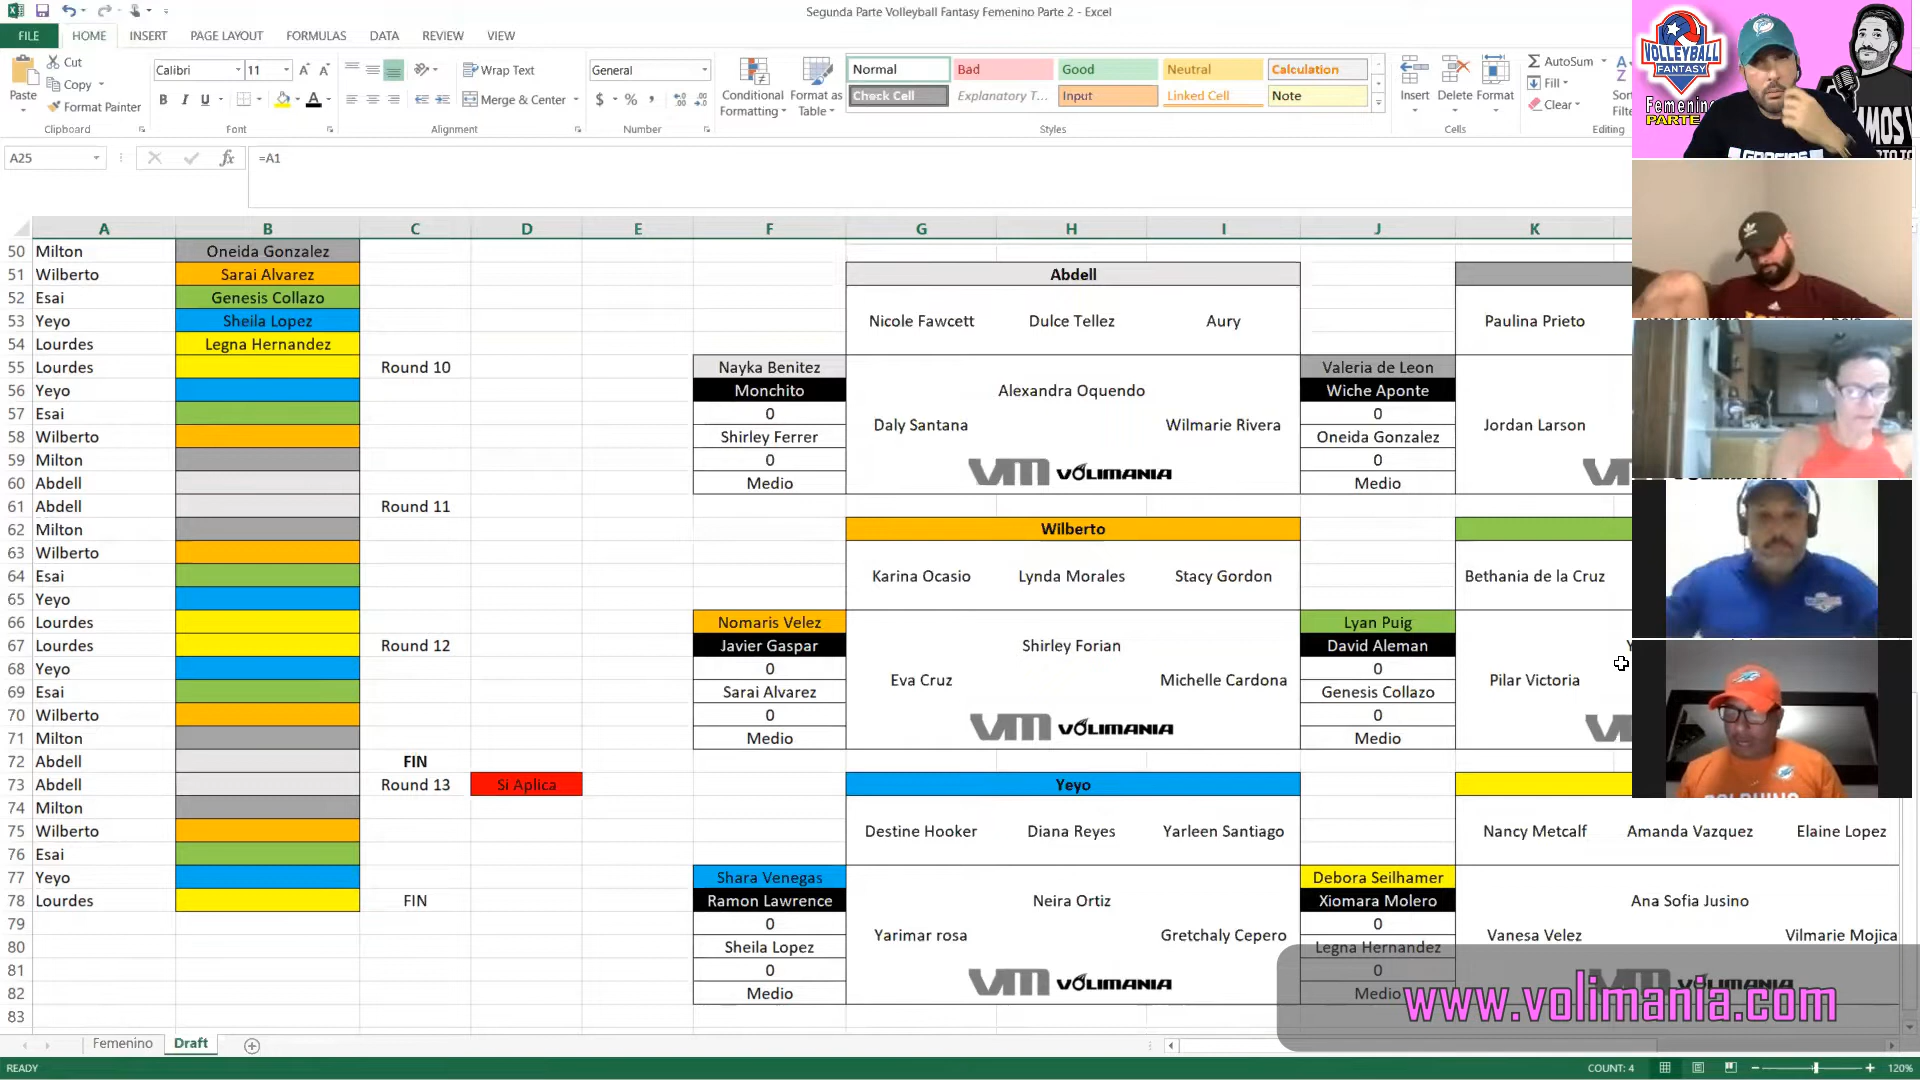 Segunda Parte Volleyball Fantasy Femenino Parte 2 - Excel
FILE HOME INSERT PAGE LAYOUT FORMULAS DATA REVIEW VIEW
Cut
Copy
Format Painter
Paste
Clipboard
Calibri 11
B I U
Font
Wrap Text
Merge & Center
Alignment
General
$ % ,
Number
Conditional Formatting
Format as Table
Normal Bad Good Neutral Calculation
Check Cell Explanatory T... Input Linked Cell Note
Styles
Insert Delete Format
Cells
AutoSum
Fill
Clear
Editing
VOLLEYBALL
FANTASY
Femenino
PARTE
A25 fx =A1
A B C D E F G H I J K
50 Milton Oneida Gonzalez
51 Wilberto Sarai Alvarez Abdell
52 Esai Genesis Collazo
53 Yeyo Sheila Lopez Nicole Fawcett Dulce Tellez Aury Paulina Prieto
54 Lourdes Legna Hernandez
55 Lourdes Round 10 Nayka Benitez Valeria de Leon
56 Yeyo Monchito Alexandra Oquendo Wiche Aponte
57 Esai 0 Daly Santana Wilmarie Rivera 0 Jordan Larson
58 Wilberto Shirley Ferrer Oneida Gonzalez
59 Milton 0 VM VOLIMANIA 0
60 Abdell Medio Medio
61 Abdell Round 11
62 Milton Wilberto
63 Wilberto
64 Esai Karina Ocasio Lynda Morales Stacy Gordon Bethania de la Cruz
65 Yeyo
66 Lourdes Nomaris Velez Lyan Puig
67 Lourdes Round 12 Javier Gaspar Shirley Forian David Aleman
68 Yeyo 0 Eva Cruz Michelle Cardona 0 Pilar Victoria
69 Esai Sarai Alvarez Genesis Collazo
70 Wilberto 0 VM VOLIMANIA 0
71 Milton Medio Medio
72 Abdell FIN
73 Abdell Round 13 Si Aplica Yeyo
74 Milton
75 Wilberto Destine Hooker Diana Reyes Yarleen Santiago Nancy Metcalf Amanda Vazquez Elaine Lopez
76 Esai
77 Yeyo Shara Venegas Debora Seilhamer
78 Lourdes FIN Ramon Lawrence Neira Ortiz Xiomara Molero Ana Sofia Jusino
79 0 Yarimar rosa Gretchaly Cepero 0 Vanesa Velez Vilmarie Mojica
80 Sheila Lopez Legna Hernandez
81 0 VM VOLIMANIA 0
82 Medio Medio
83
www.volimania.com
Femenino Draft
READY COUNT: 4 120%